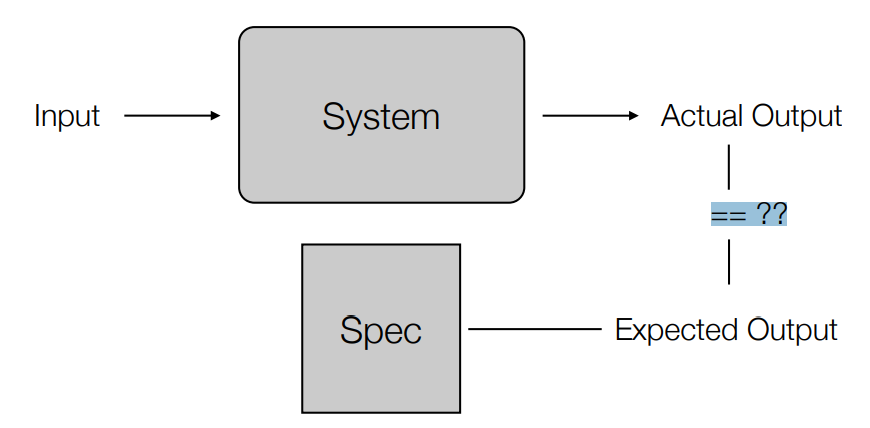 Input
System
Actual Output
== ??
Spec
Expected Output